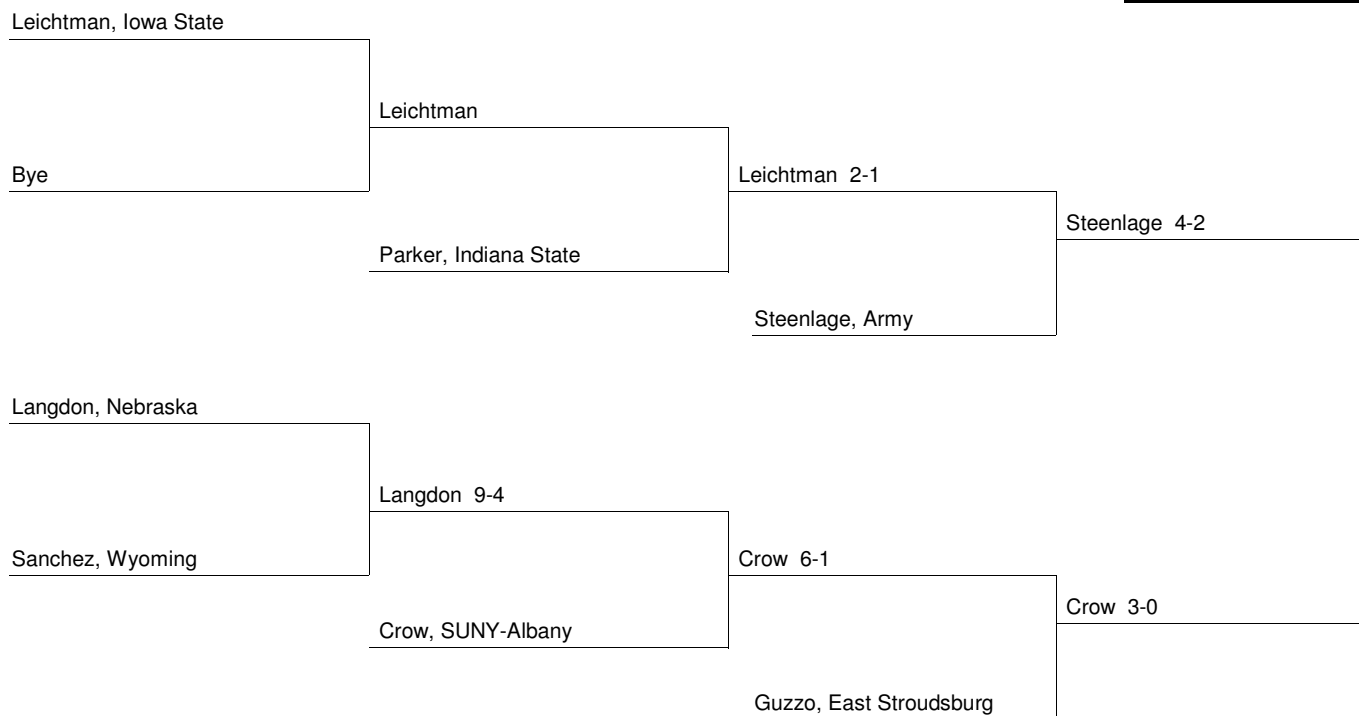 Leichtman, Iowa State
Leichtman
Bye
Leichtman 2-1
Steenlage 4-2
Parker, Indiana State
Steenlage, Army
Langdon, Nebraska
Langdon 9-4
Sanchez, Wyoming
Crow 6-1
Crow 3-0
Crow, SUNY-Albany
Guzzo, East Stroudsburg